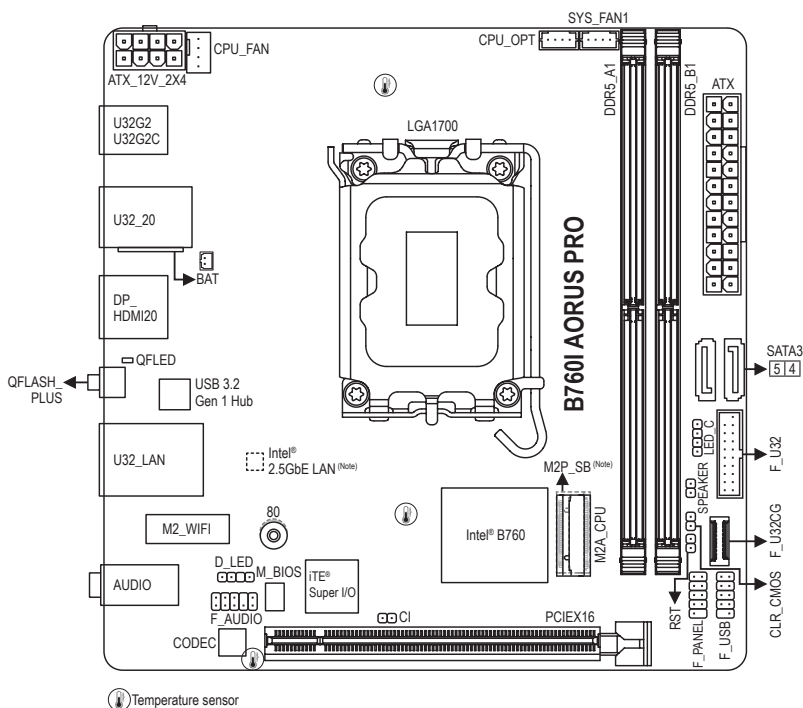 SYS_FAN1
CPU_OPT
CPU_FAN
ATX_12V_2X4
DDR5_A1
DDR5_B1
ATX
U32G2
U32G2C
LGA1700
U32_20
BAT
B760I AORUS PRO
DP_
HDMI20
QFLED
QFLASH_
PLUS
USB 3.2
Gen 1 Hub
SATA3
5 4
LED_C
F_U32
U32_LAN
Intel®
2.5GbE LAN (Note)
M2P_SB (Note)
SPEAKER
M2_WIFI
80
Intel® B760
M2A_CPU
F_U32CG
D_LED
M_BIOS
iTE®
Super I/O
AUDIO
F_AUDIO
CI
PCIEX16
RST
F_PANEL
F_USB
CLR_CMOS
CODEC
Temperature sensor